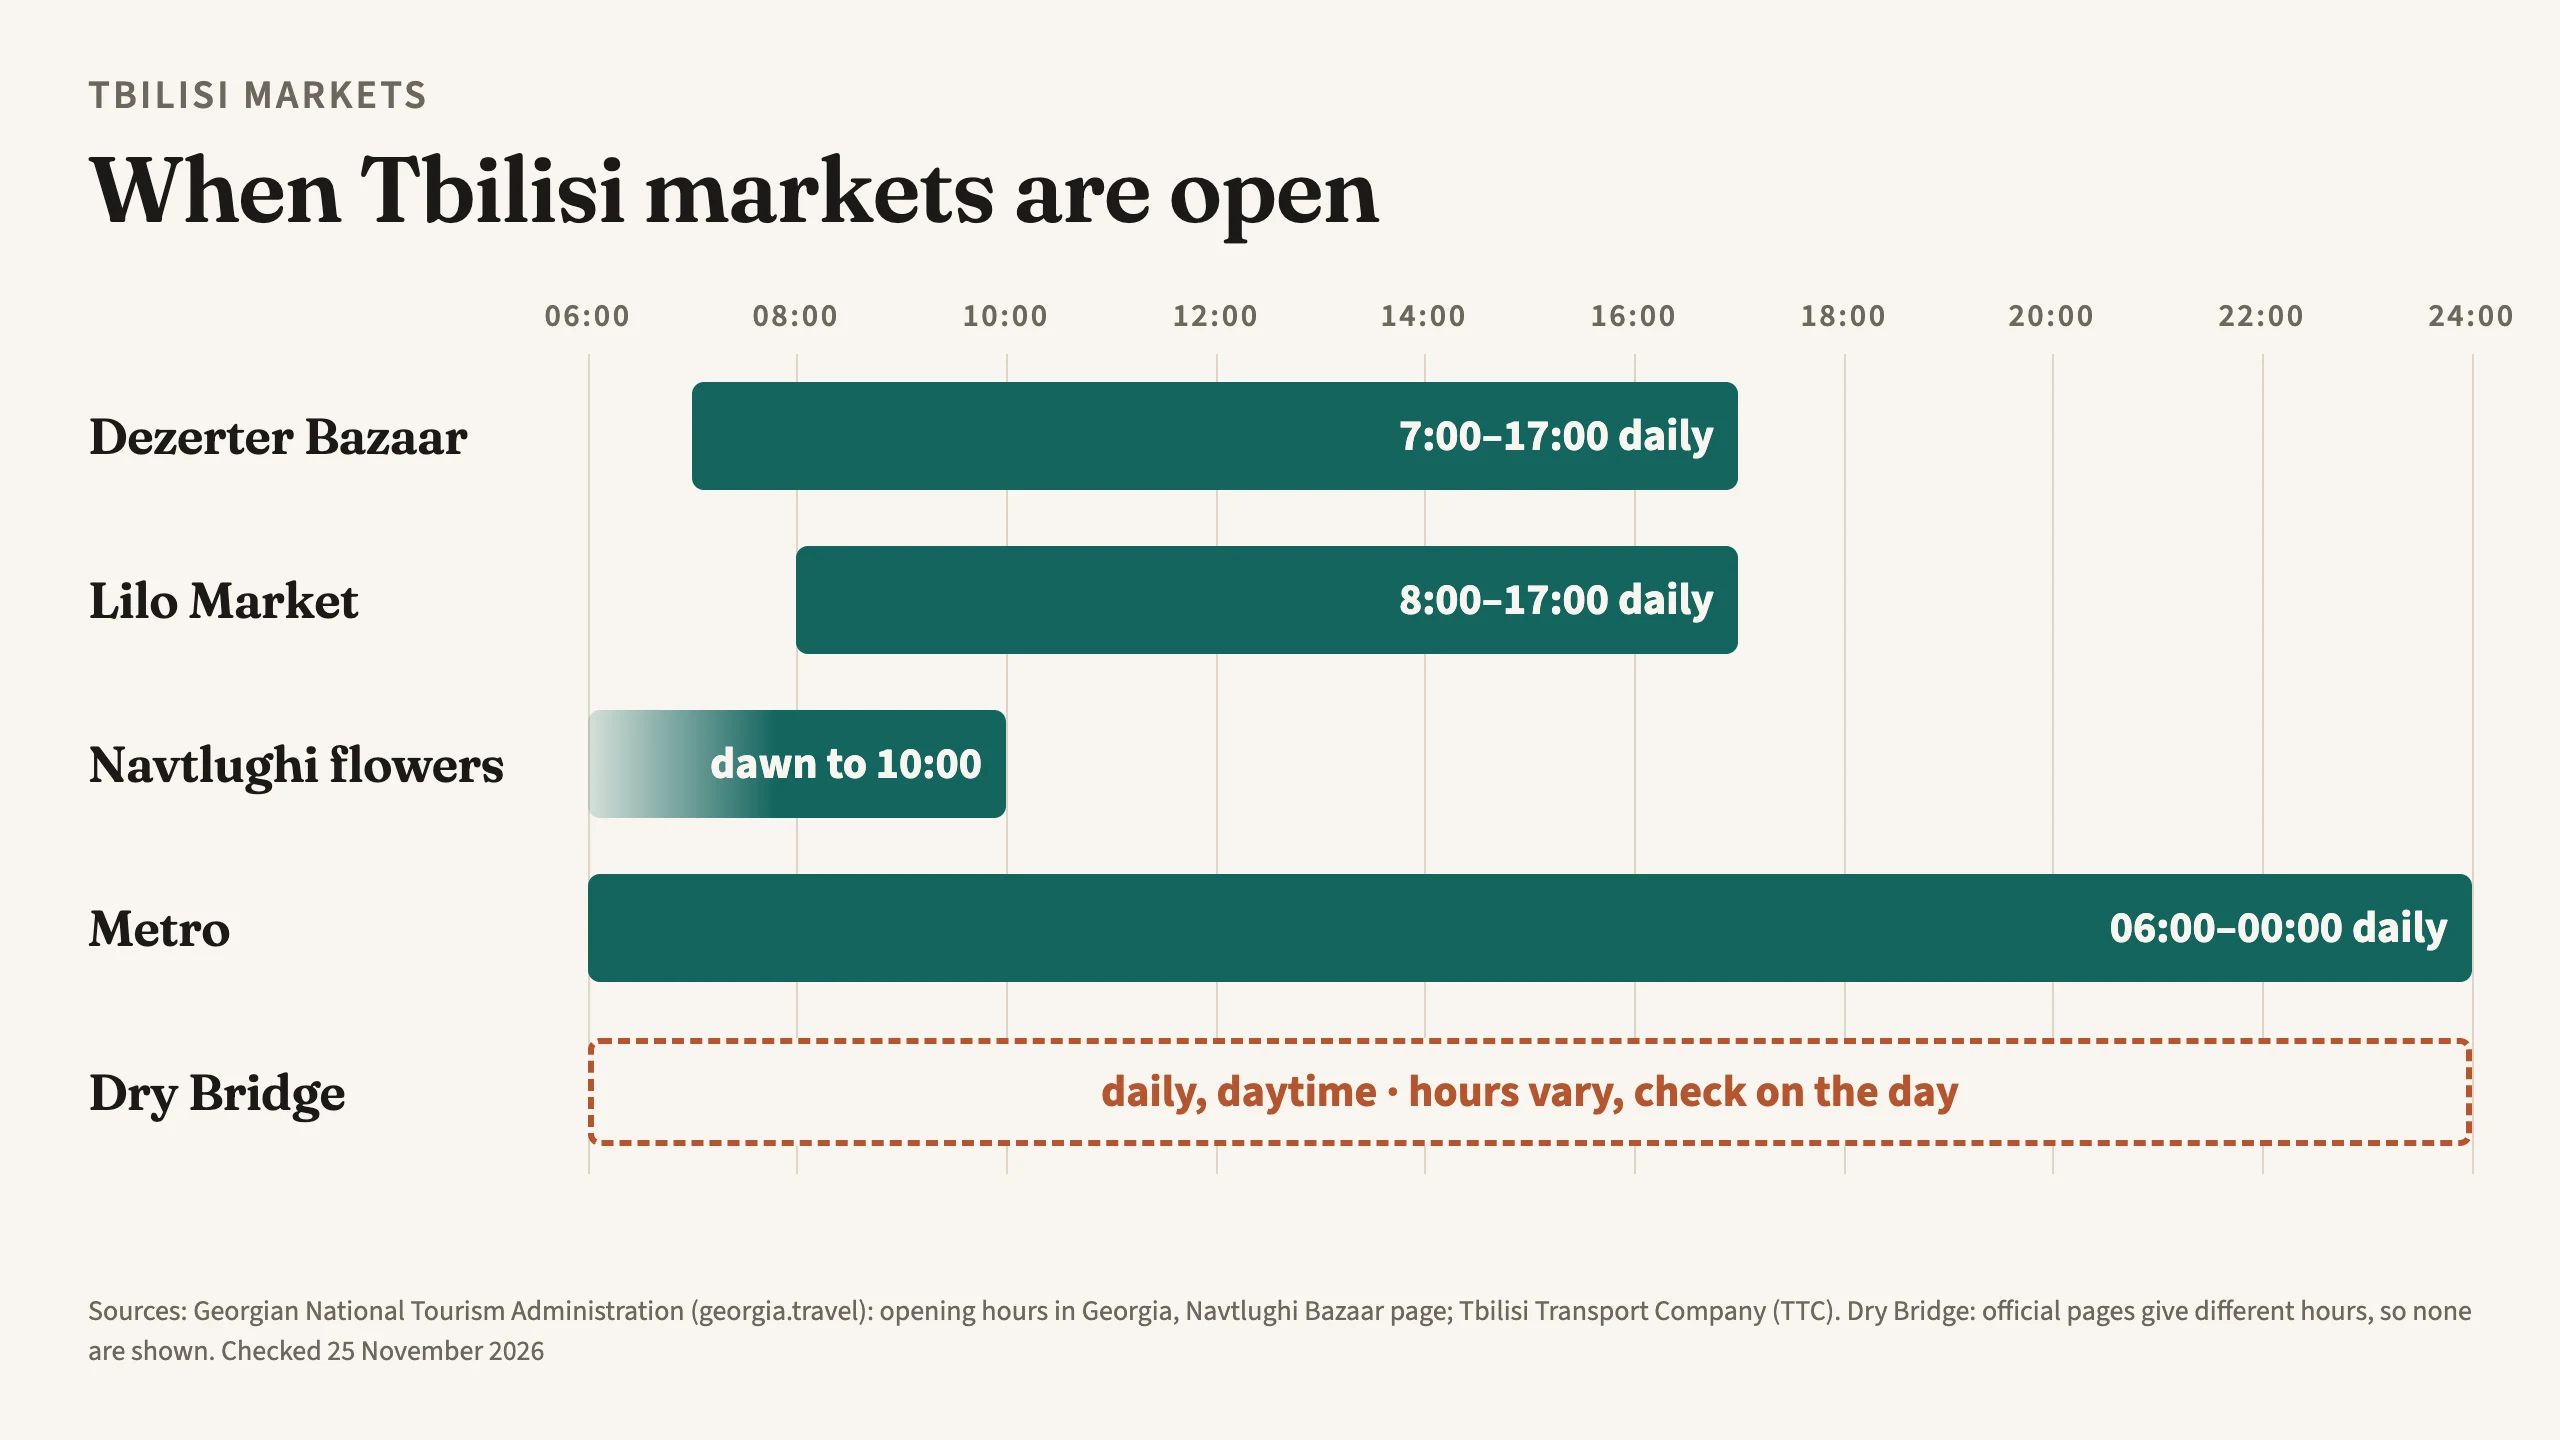 TBILISI MARKETS
When Tbilisi markets are open
06:00 08:00 10:00 12:00 14:00 16:00 18:00 20:00 22:00 24:00
Dezerter Bazaar 7:00–17:00 daily
Lilo Market 8:00–17:00 daily
Navtlughi flowers dawn to 10:00
Metro 06:00–00:00 daily
Dry Bridge daily, daytime · hours vary, check on the day
Sources: Georgian National Tourism Administration (georgia.travel): opening hours in Georgia, Navtlughi Bazaar page; Tbilisi Transport Company (TTC). Dry Bridge: official pages give different hours, so none
are shown. Checked 25 November 2026